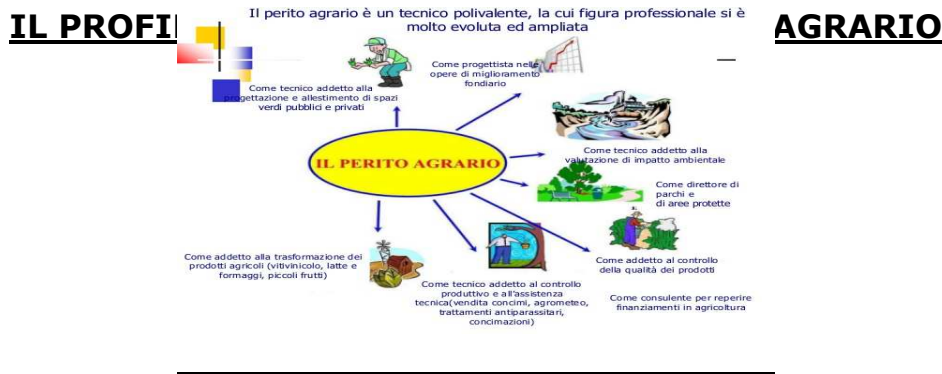 IL PROFI
AGRARIO
Il perito agrario è un tecnico polivalente, la cui figura professionale si è
molto evoluta ed ampliata
Come tecnico addetto alla
progettazione e allestimento di spazi
verdi pubblici e privati
Come progettista nelle
opere di miglioramento
fondiario
Come tecnico addetto alla
valutazione di impatto ambientale
IL PERITO AGRARIO
Come direttore di
parchi e
di aree protette
Come addetto alla trasformazione dei
prodotti agricoli (vitivinicolo, latte e
formaggi, piccoli frutti)
Come tecnico addetto al controllo
produttivo e all'assistenza
tecnica(vendita concimi, agrometeo,
trattamenti antiparassitari,
concimazioni)
Come addetto al controllo
della qualità dei prodotti
Come consulente per reperire
finanziamenti in agricoltura